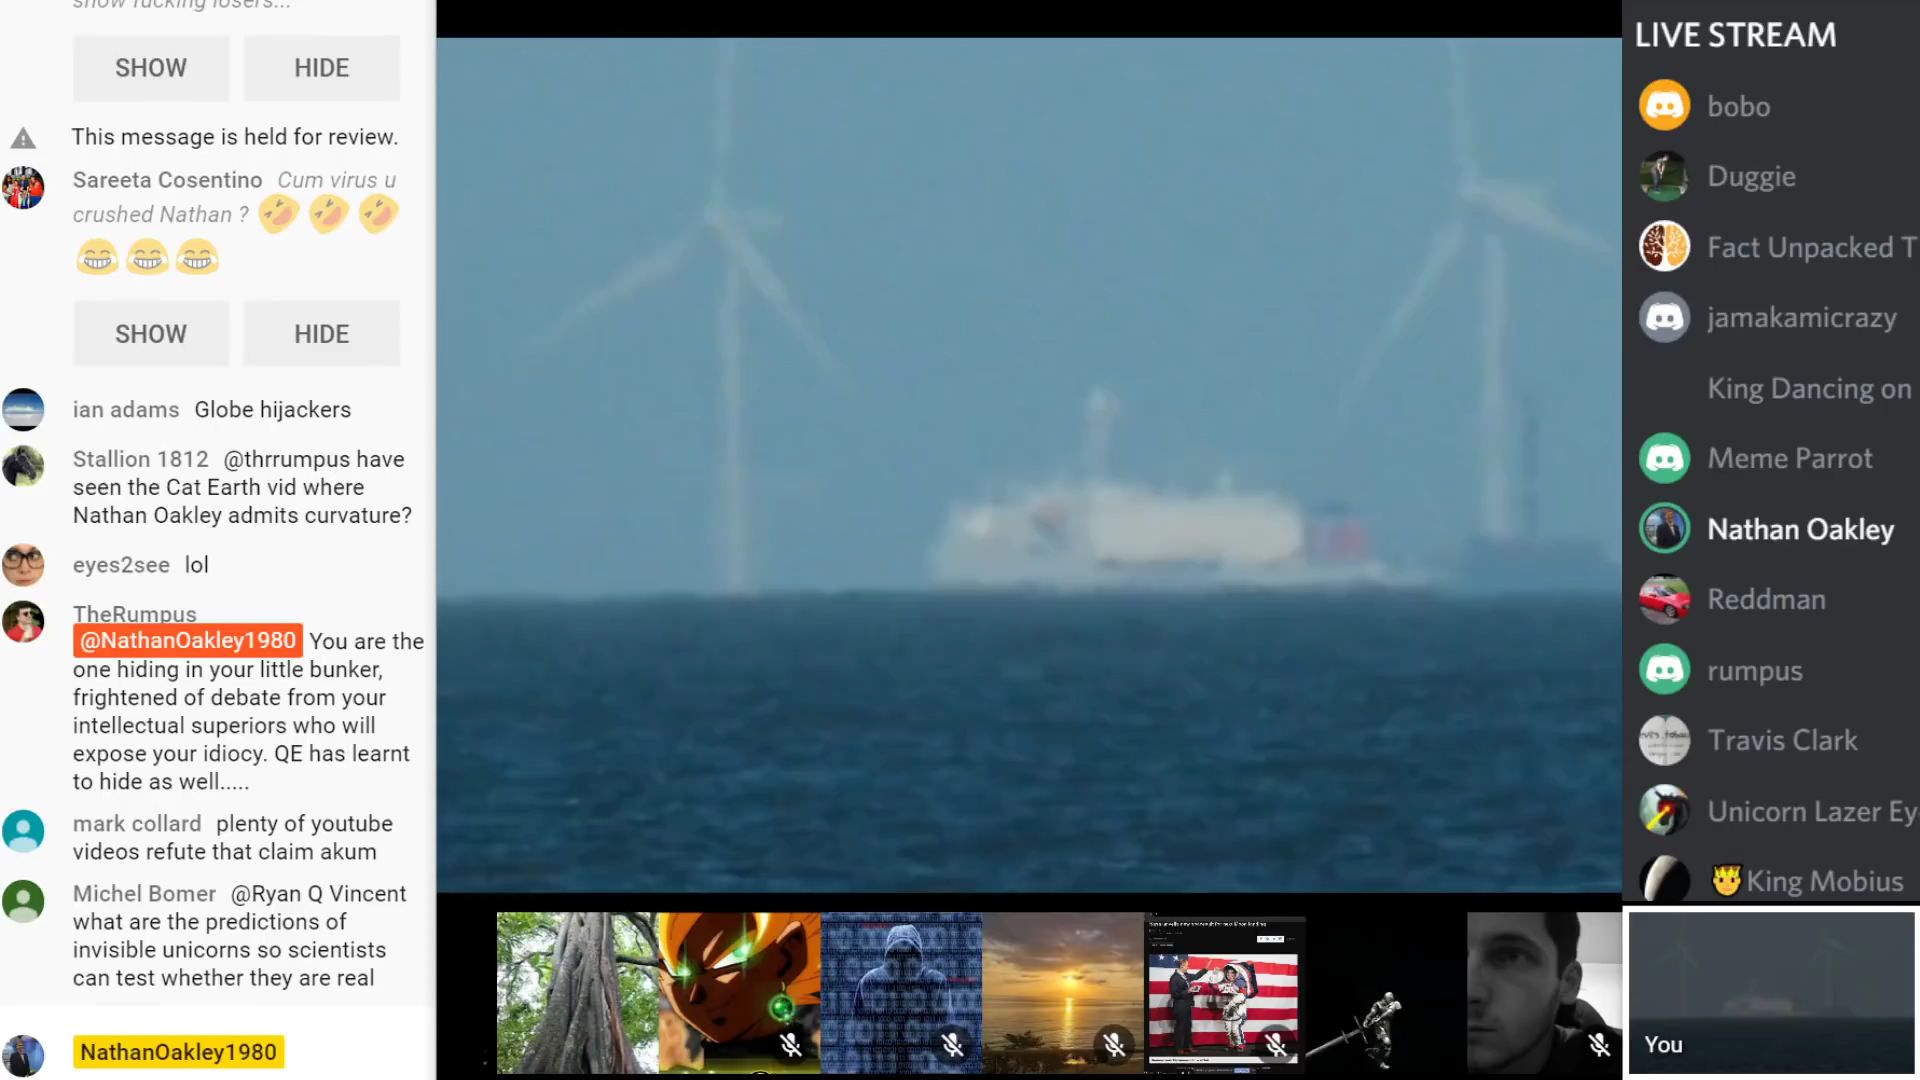 show fucking losers...
SHOW HIDE
This message is held for review.
Sareeta Cosentino Cum virus u
crushed Nathan ? 🤣🤣🤣
😂😂😂
SHOW HIDE
ian adams Globe hijackers
Stallion 1812 @thrrumpus have
seen the Cat Earth vid where
Nathan Oakley admits curvature?
eyes2see lol
TheRumpus
@NathanOakley1980 You are the
one hiding in your little bunker,
frightened of debate from your
intellectual superiors who will
expose your idiocy. QE has learnt
to hide as well.....
mark collard plenty of youtube
videos refute that claim akum
Michel Bomer @Ryan Q Vincent
what are the predictions of
invisible unicorns so scientists
can test whether they are real
NathanOakley1980
LIVE STREAM
bobo
Duggie
Fact Unpacked T
jamakamicrazy
King Dancing on
Meme Parrot
Nathan Oakley
Reddman
rumpus
Travis Clark
Unicorn Lazer Ey
🤴King Mobius
You